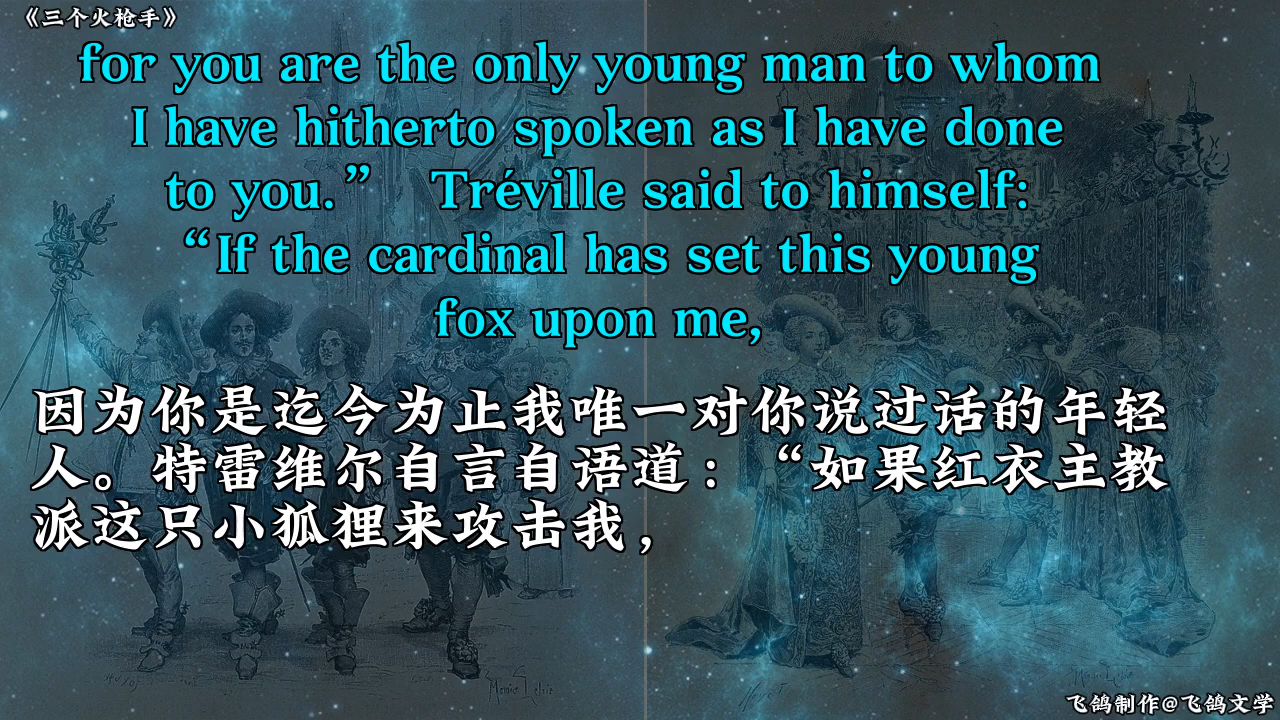 《三个火枪手》
for you are the only young man to whom
I have hitherto spoken as I have done
to you.” Tréville said to himself:
“If the cardinal has set this young
fox upon me,
因为你是迄今为止我唯一对你说过话的年轻
人。特雷维尔自言自语道：“如果红衣主教
派这只小狐狸来攻击我，
飞鸽制作@飞鸽文学